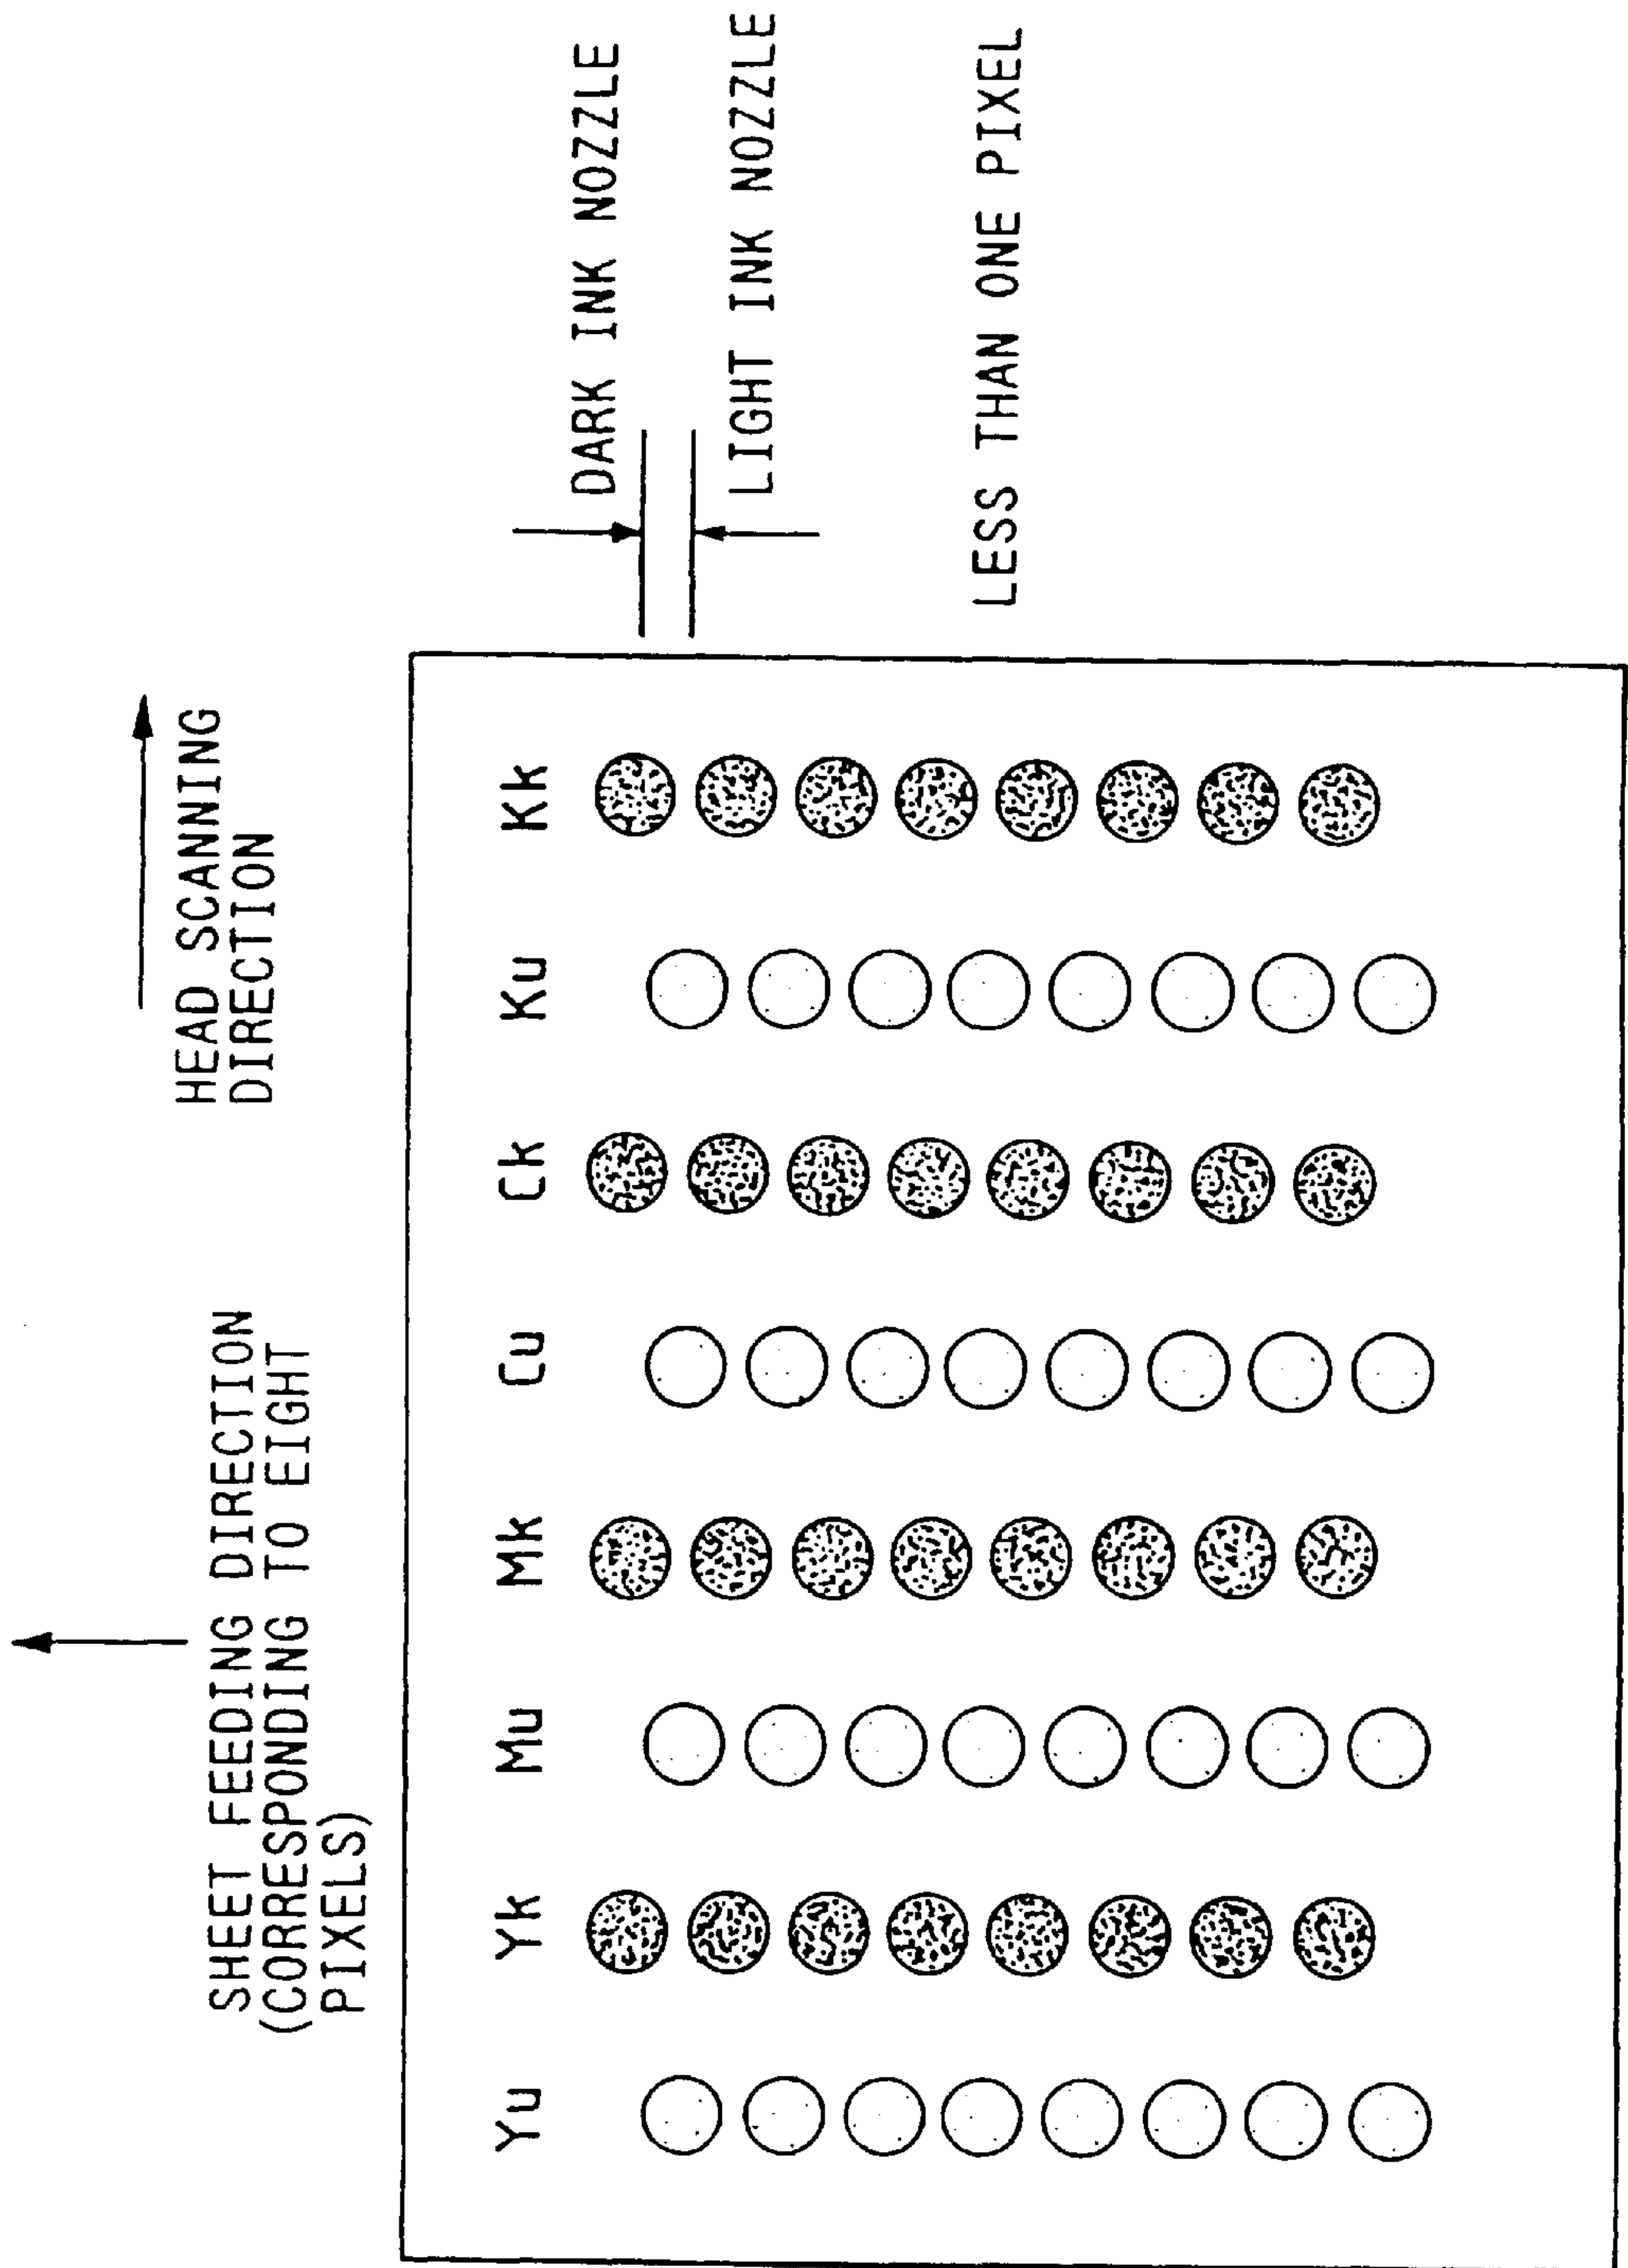 SHEET FEEDING DIRECTION
(CORRESPONDING TO EIGHT
PIXELS)
HEAD SCANNING
DIRECTION
Yu Yk Mu Mk Cu Ck Ku Kk
DARK INK NOZZLE
LIGHT INK NOZZLE
LESS THAN ONE PIXEL